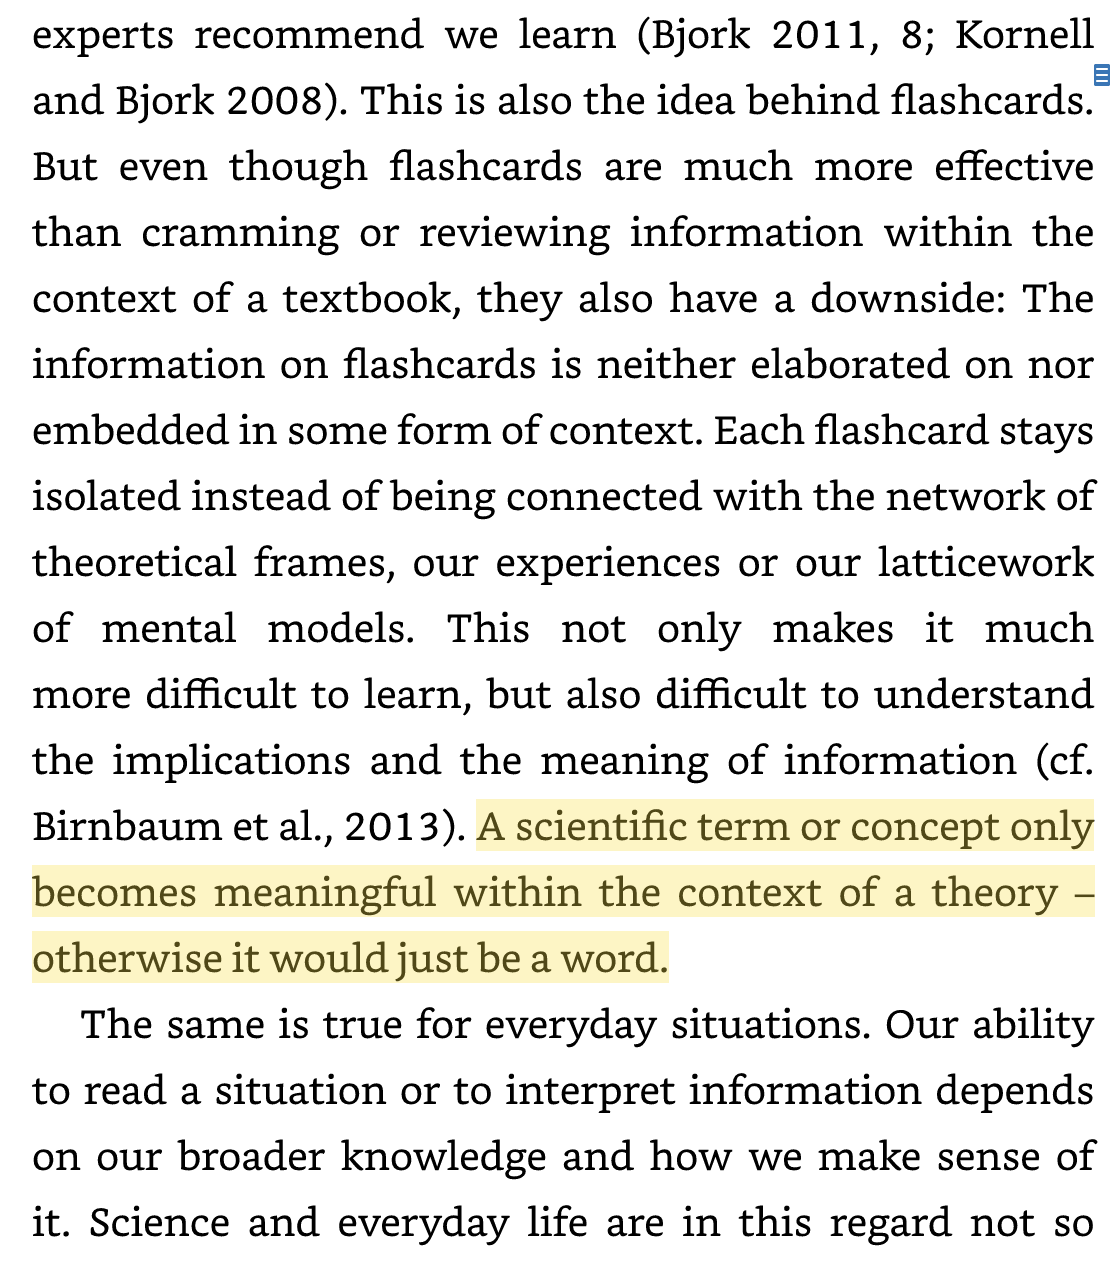 experts recommend we learn (Bjork 2011, 8; Kornell
and Bjork 2008). This is also the idea behind flashcards.
But even though flashcards are much more effective
than cramming or reviewing information within the
context of a textbook, they also have a downside: The
information on flashcards is neither elaborated on nor
embedded in some form of context. Each flashcard stays
isolated instead of being connected with the network of
theoretical frames, our experiences or our latticework
of mental models. This not only makes it much
more difficult to learn, but also difficult to understand
the implications and the meaning of information (cf.
Birnbaum et al., 2013). A scientific term or concept only
becomes meaningful within the context of a theory –
otherwise it would just be a word.
The same is true for everyday situations. Our ability
to read a situation or to interpret information depends
on our broader knowledge and how we make sense of
it. Science and everyday life are in this regard not so